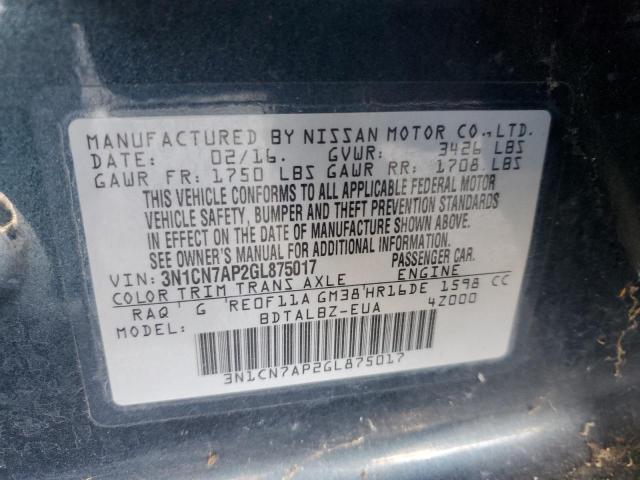 MANUFACTURED BY NISSAN MOTOR CO.,LTD.
DATE: 02/16. GVWR: 3426 LBS
GAWR FR: 1750 LBS GAWR RR: 1708 LBS
THIS VEHICLE CONFORMS TO ALL APPLICABLE FEDERAL MOTOR
VEHICLE SAFETY, BUMPER AND THEFT PREVENTION STANDARDS
IN EFFECT ON THE DATE OF MANUFACTURE SHOWN ABOVE.
SEE OWNER'S MANUAL FOR ADDITIONAL INFORMATION.
VIN: 3N1CN7AP2GL875017 PASSENGER CAR.
COLOR TRIM TRANS AXLE ENGINE
RAQ G RE0F11A GM38 HR16DE 1598 CC
MODEL: BDTALBZ-EUA 4Z000
3N1CN7AP2GL875017